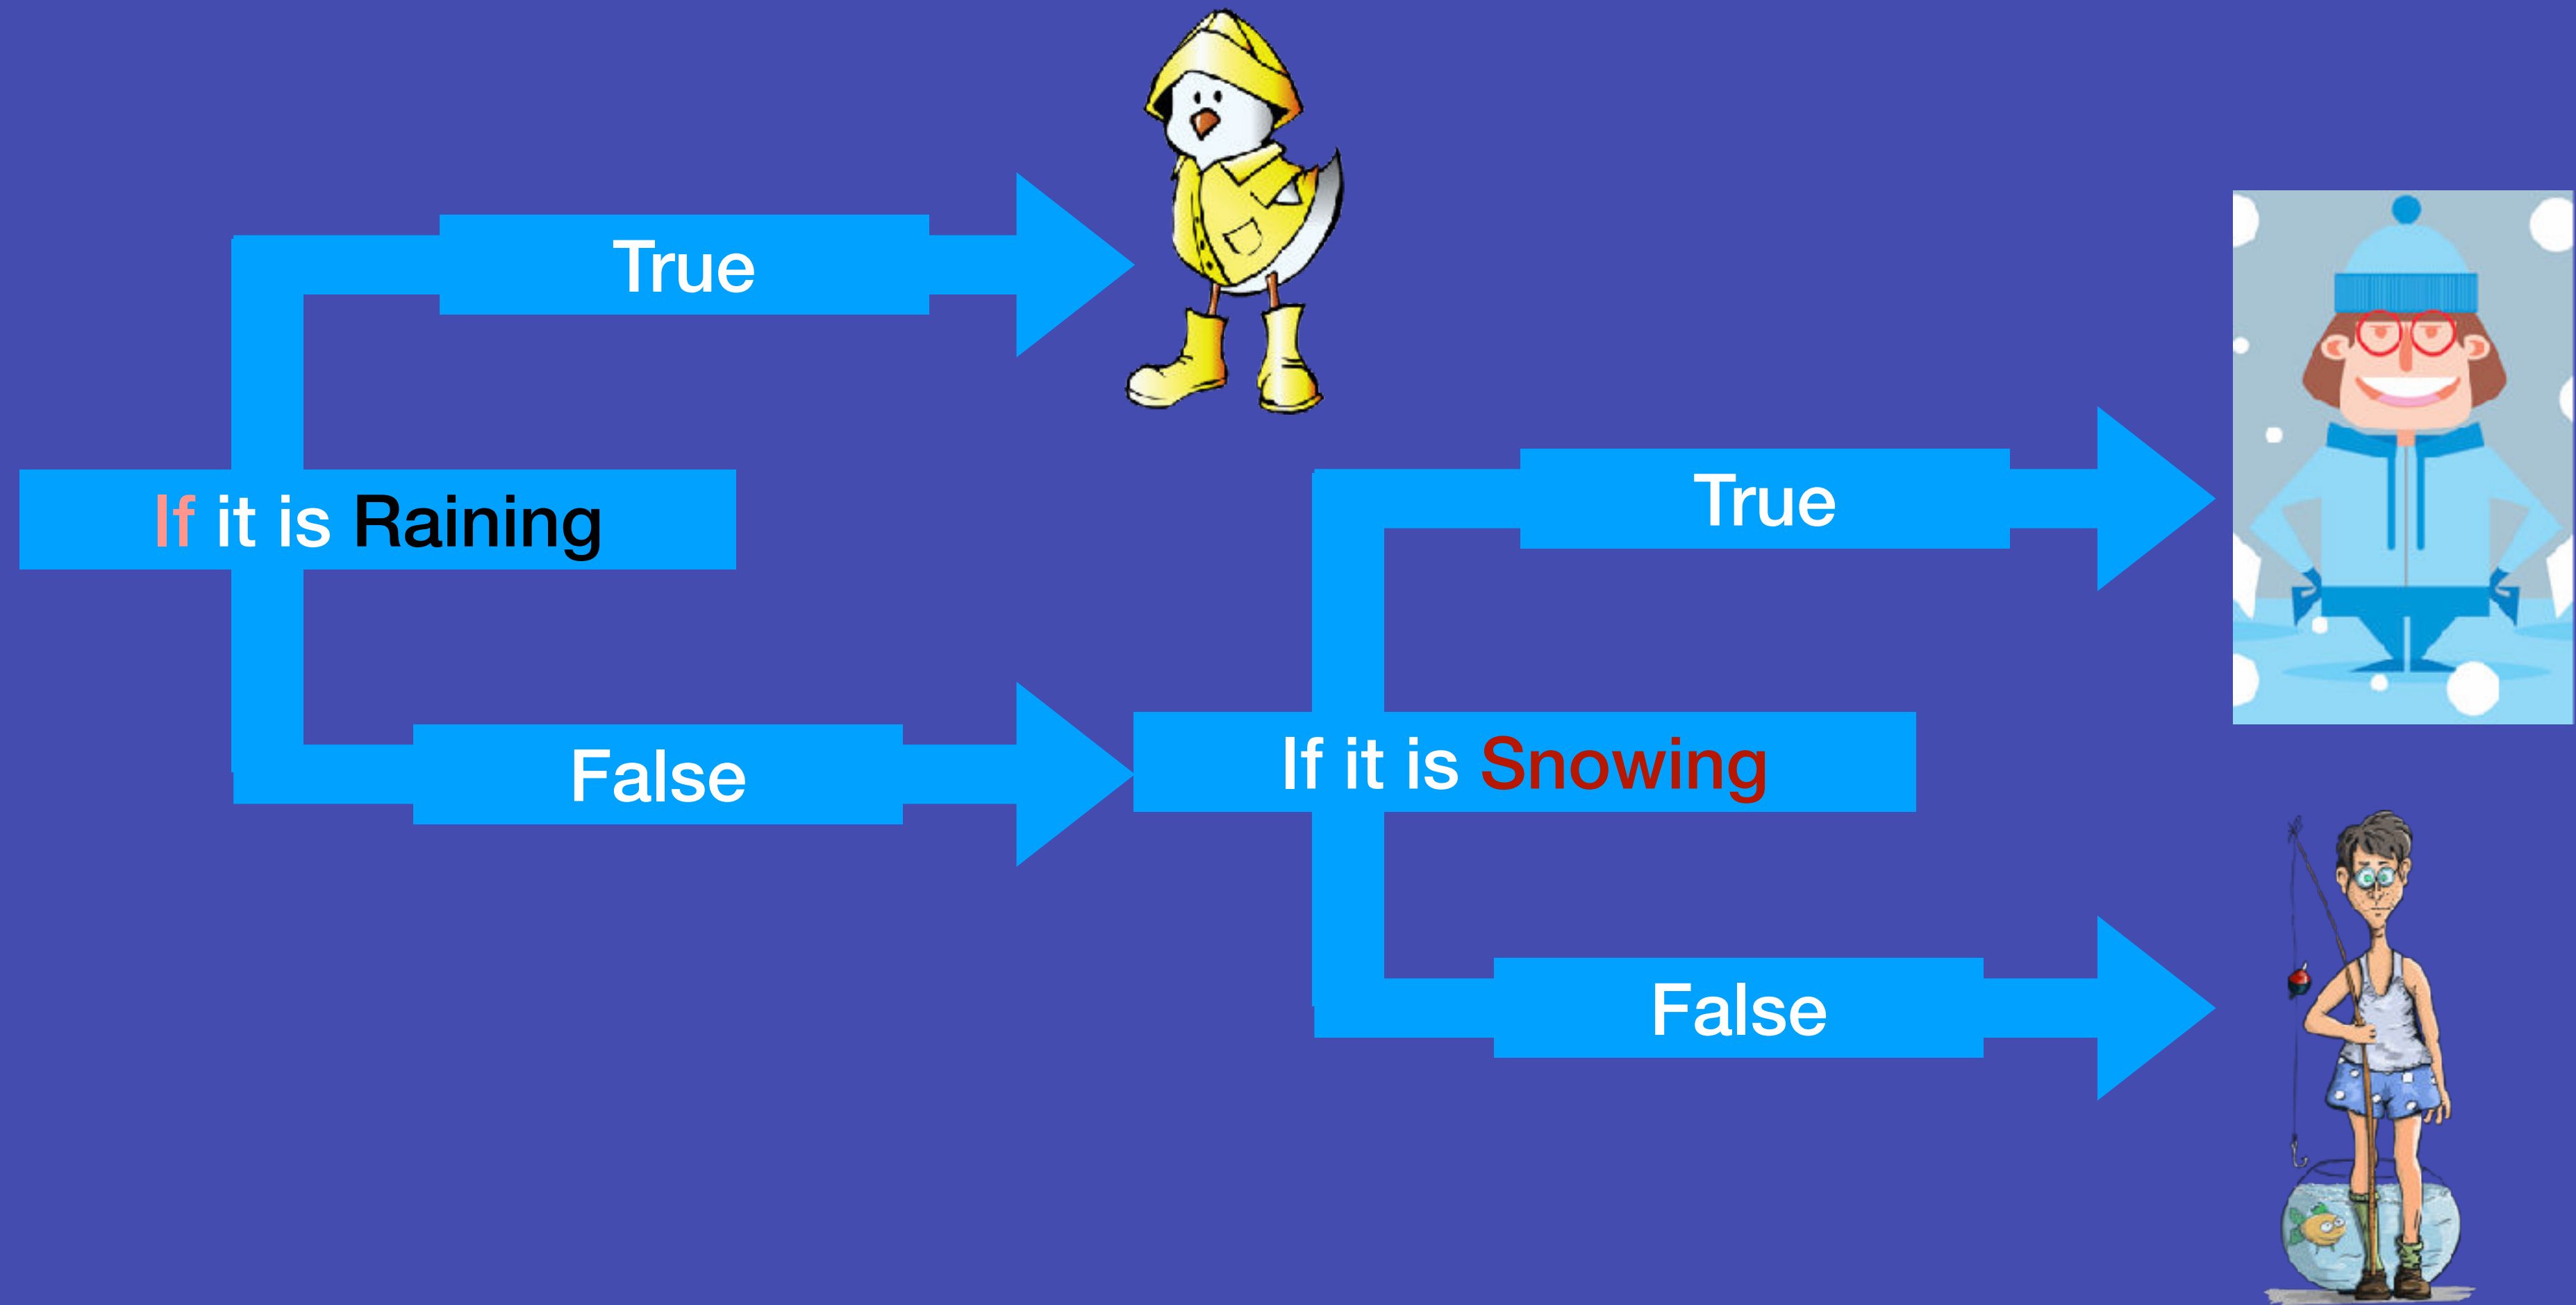 True
If it is Raining
True
False
If it is Snowing
False